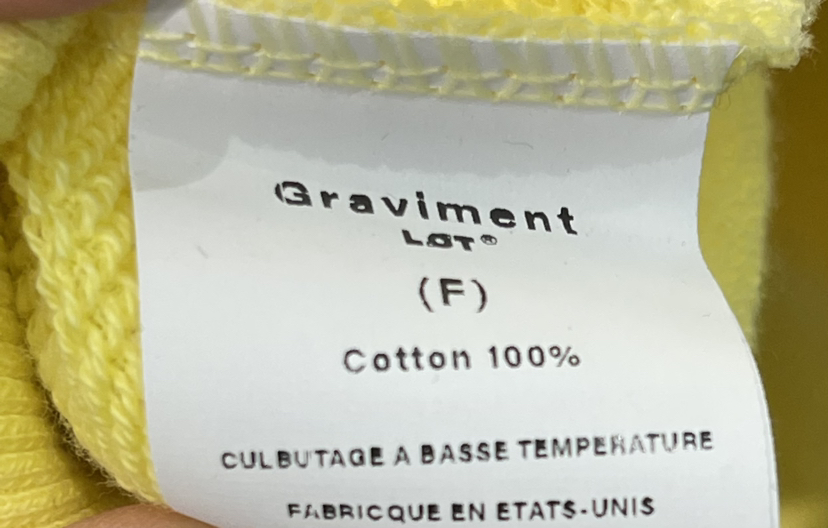 Graviment
LGT®
(F)
Cotton 100%
CULBUTAGE A BASSE TEMPERATURE
FABRICQUE EN ETATS-UNIS